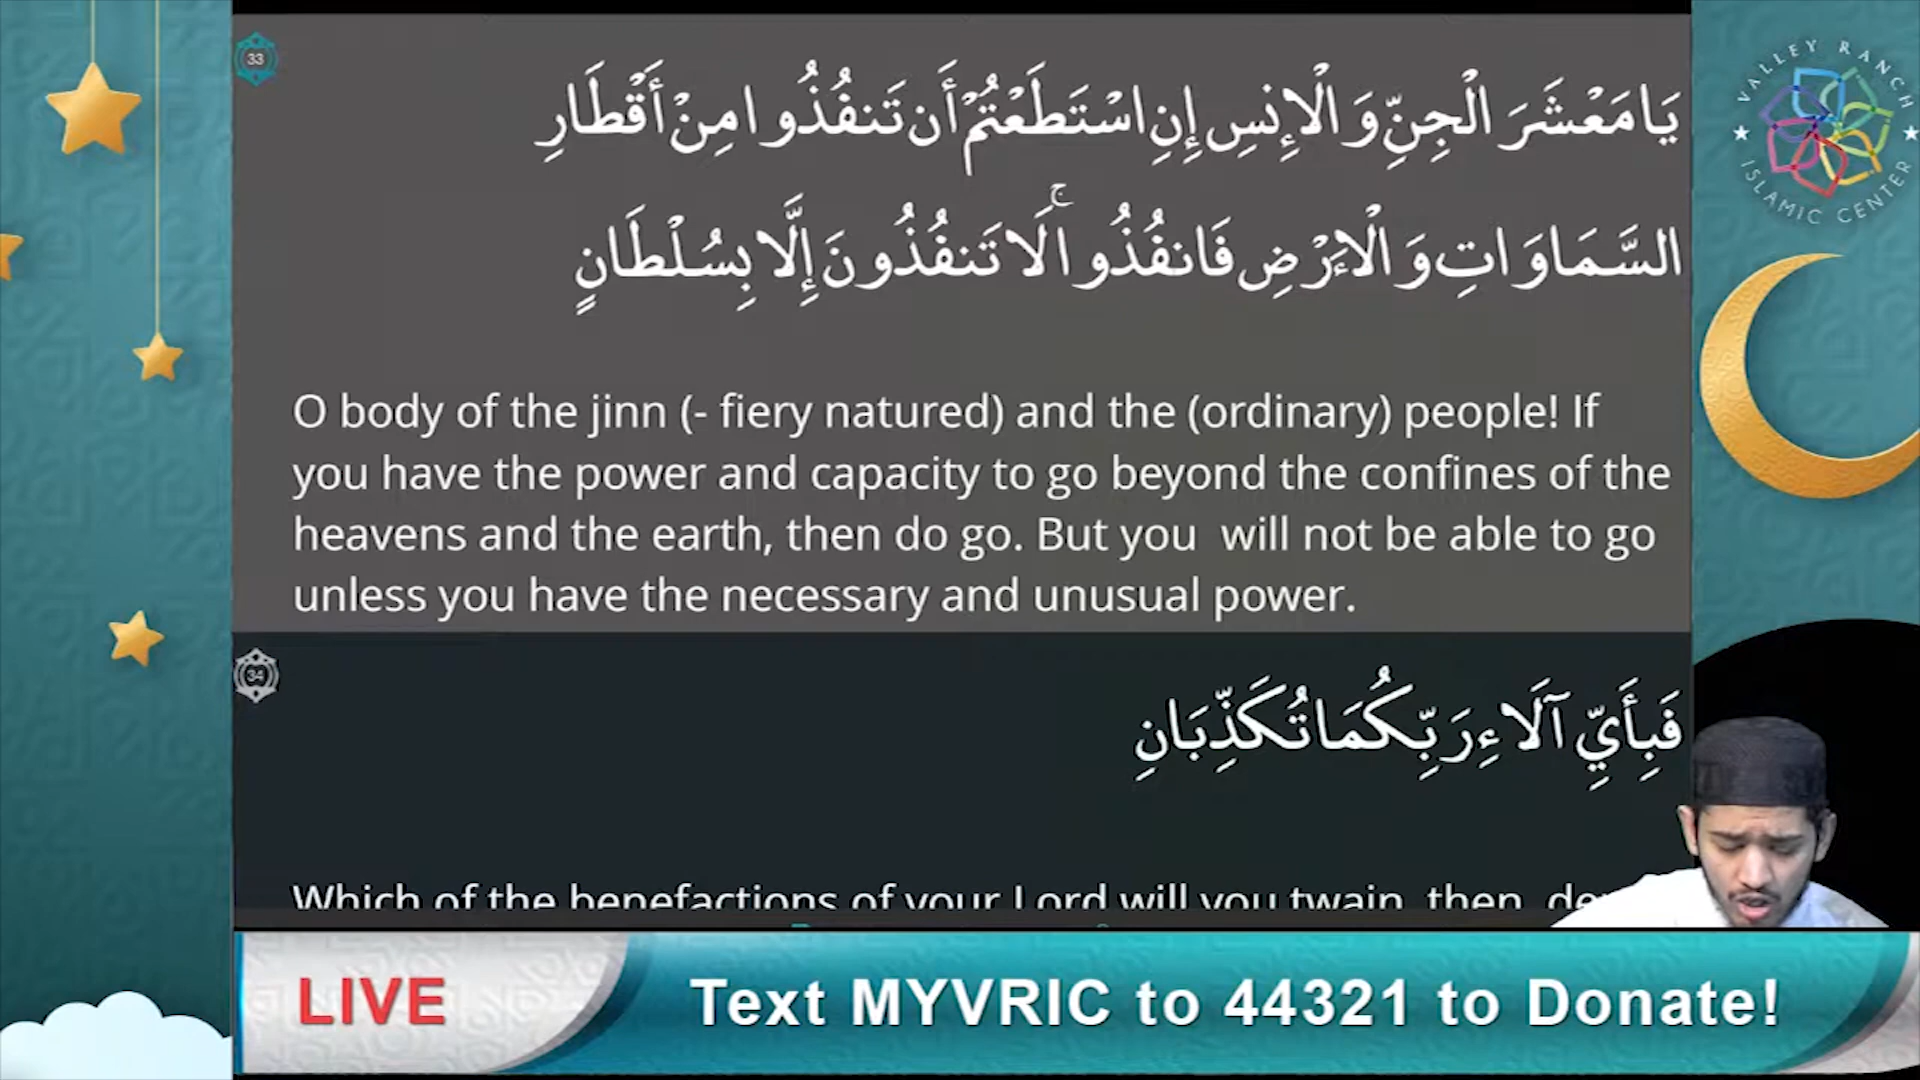 33
يَا مَعْشَرَ الْجِنِّ وَالْإِنسِ إِنِ اسْتَطَعْتُمْ أَن تَنفُذُوا مِنْ أَقْطَارِ
السَّمَاوَاتِ وَالْأَرْضِ فَانفُذُوا ۚ لَا تَنفُذُونَ إِلَّا بِسُلْطَانٍ
O body of the jinn (- fiery natured) and the (ordinary) people! If
you have the power and capacity to go beyond the confines of the
heavens and the earth, then do go. But you will not be able to go
unless you have the necessary and unusual power.
34
فَبِأَيِّ آلَاءِ رَبِّكُمَا تُكَذِّبَانِ
Which of the benefactions of your Lord will you twain, then,
VALLEY RANCH
ISLAMIC CENTER
LIVE
Text MYVRIC to 44321 to Donate!